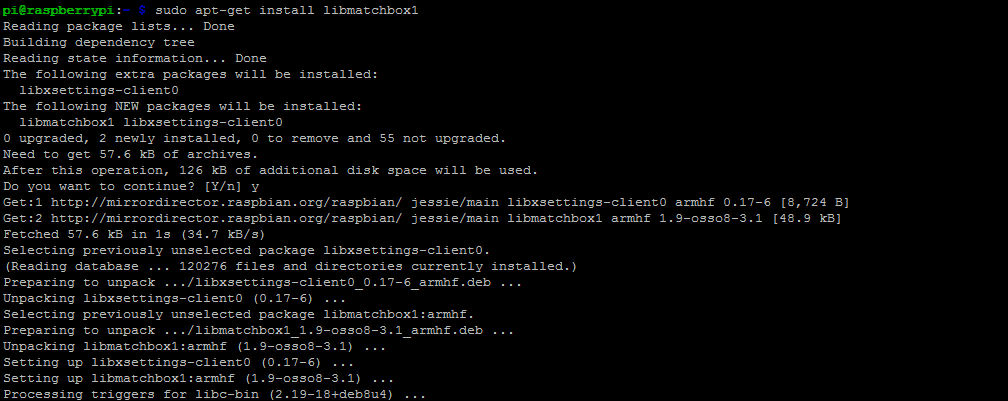 pi@raspberrypi:~ $ sudo apt-get install libmatchbox1
Reading package lists... Done
Building dependency tree
Reading state information... Done
The following extra packages will be installed:
  libxsettings-client0
The following NEW packages will be installed:
  libmatchbox1 libxsettings-client0
0 upgraded, 2 newly installed, 0 to remove and 55 not upgraded.
Need to get 57.6 kB of archives.
After this operation, 126 kB of additional disk space will be used.
Do you want to continue? [Y/n] y
Get:1 http://mirrordirector.raspbian.org/raspbian/ jessie/main libxsettings-client0 armhf 0.17-6 [8,724 B]
Get:2 http://mirrordirector.raspbian.org/raspbian/ jessie/main libmatchbox1 armhf 1.9-osso8-3.1 [48.9 kB]
Fetched 57.6 kB in 1s (34.7 kB/s)
Selecting previously unselected package libxsettings-client0.
(Reading database ... 120276 files and directories currently installed.)
Preparing to unpack .../libxsettings-client0_0.17-6_armhf.deb ...
Unpacking libxsettings-client0 (0.17-6) ...
Selecting previously unselected package libmatchbox1:armhf.
Preparing to unpack .../libmatchbox1_1.9-osso8-3.1_armhf.deb ...
Unpacking libmatchbox1:armhf (1.9-osso8-3.1) ...
Setting up libxsettings-client0 (0.17-6) ...
Setting up libmatchbox1:armhf (1.9-osso8-3.1) ...
Processing triggers for libc-bin (2.19-18+deb8u4) ...